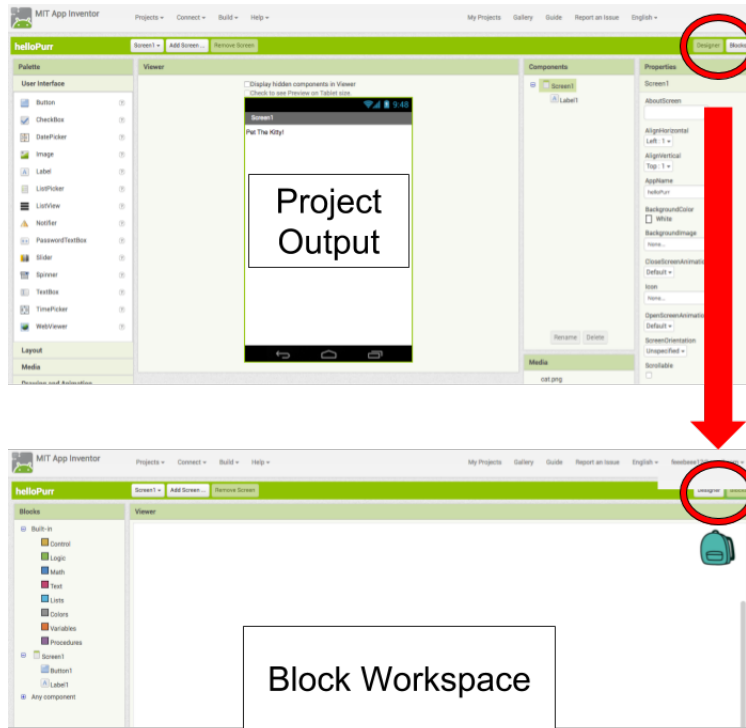 MIT App Inventor
Projects Connect Build Help
My Projects Gallery Guide Report an Issue English
helloPurr
Screen1 Add Screen ... Remove Screen
Designer Blocks
Palette
User Interface
Button
CheckBox
DatePicker
Image
Label
ListPicker
ListView
Notifier
PasswordTextBox
Slider
Spinner
TextBox
TimePicker
WebViewer
Layout
Media
Drawing and Animation
Viewer
Display hidden components in Viewer
Check to see Preview on Tablet size.
9:48
Screen1
Pet The Kitty!
Project
Output
Components
Screen1
Label1
Rename Delete
Media
cat.png
Properties
Screen1
AboutScreen
AlignHorizontal
Left : 1
AlignVertical
Top : 1
AppName
helloPurr
BackgroundColor
White
BackgroundImage
None...
CloseScreenAnimation
Default
Icon
None...
OpenScreenAnimation
Default
ScreenOrientation
Unspecified
Scrollable
MIT App Inventor
Projects Connect Build Help
My Projects Gallery Guide Report an Issue English
helloPurr
Screen1 Add Screen ... Remove Screen
Designer
Blocks
Built-in
Control
Logic
Math
Text
Lists
Colors
Variables
Procedures
Screen1
Button1
Label1
Any component
Viewer
Block Workspace